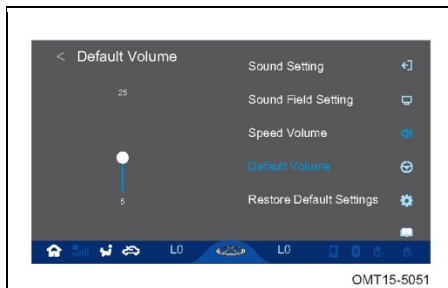 < Default Volume
25
5
Sound Setting
Sound Field Setting
Speed Volume
Default Volume
Restore Default Settings
L0
L0
OMT15-5051